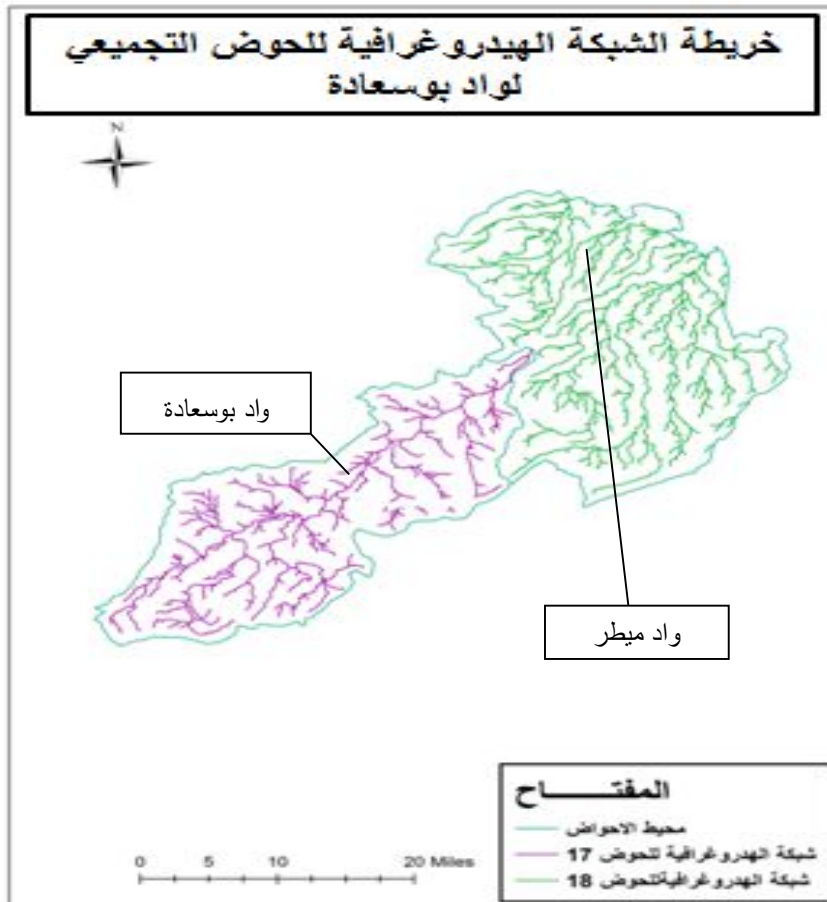 خريطة الشبكة الهيدروغرافية للحوض التجميعي
لواد بوسعادة
N
واد بوسعادة
واد ميطر
المفتـــــاح
محيط الاحواض
شبكة الهدروغرافية للحوض 17
شبكة الهدروغرافيةللحوض 18
0 5 10 20 Miles